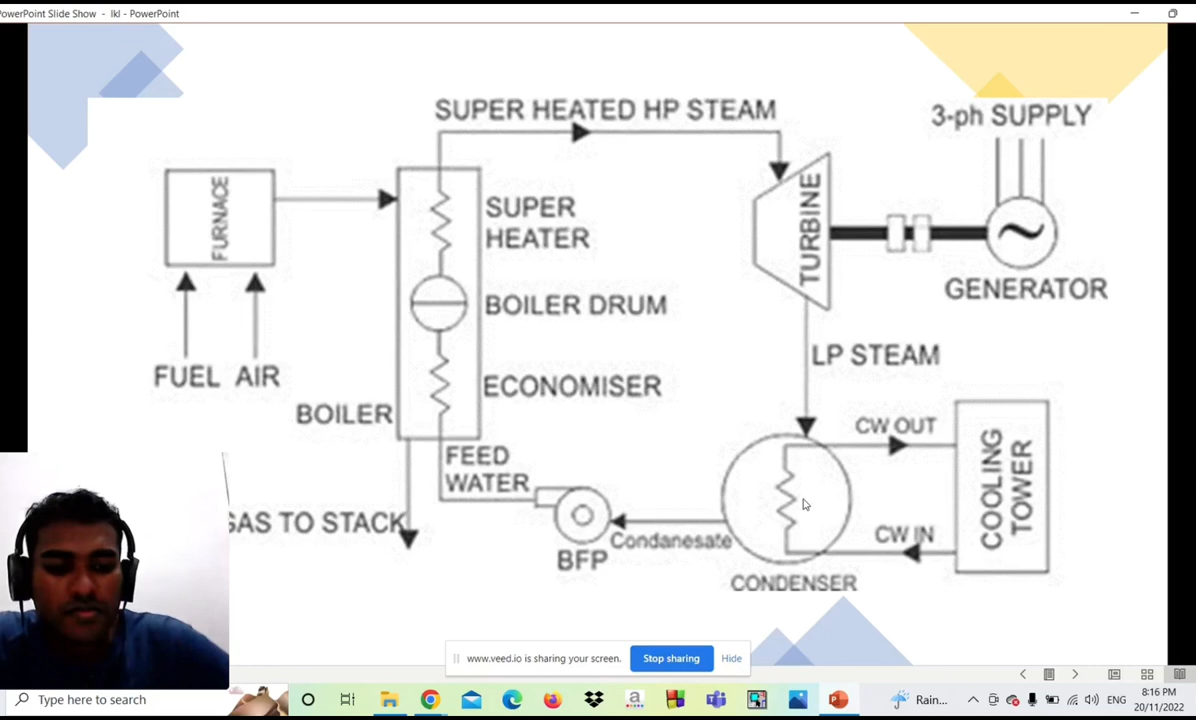 PowerPoint Slide Show - lkl - PowerPoint
SUPER HEATED HP STEAM
3-ph SUPPLY
FURNACE
SUPER
HEATER
TURBINE
GENERATOR
BOILER DRUM
LP STEAM
FUEL AIR
ECONOMISER
BOILER
CW OUT
FEED
WATER
COOLING
TOWER
GAS TO STACK
Condanesate
CW IN
BFP
CONDENSER
www.veed.io is sharing your screen.
Stop sharing
Hide
Type here to search
a
Rain...
ENG
8:16 PM
20/11/2022